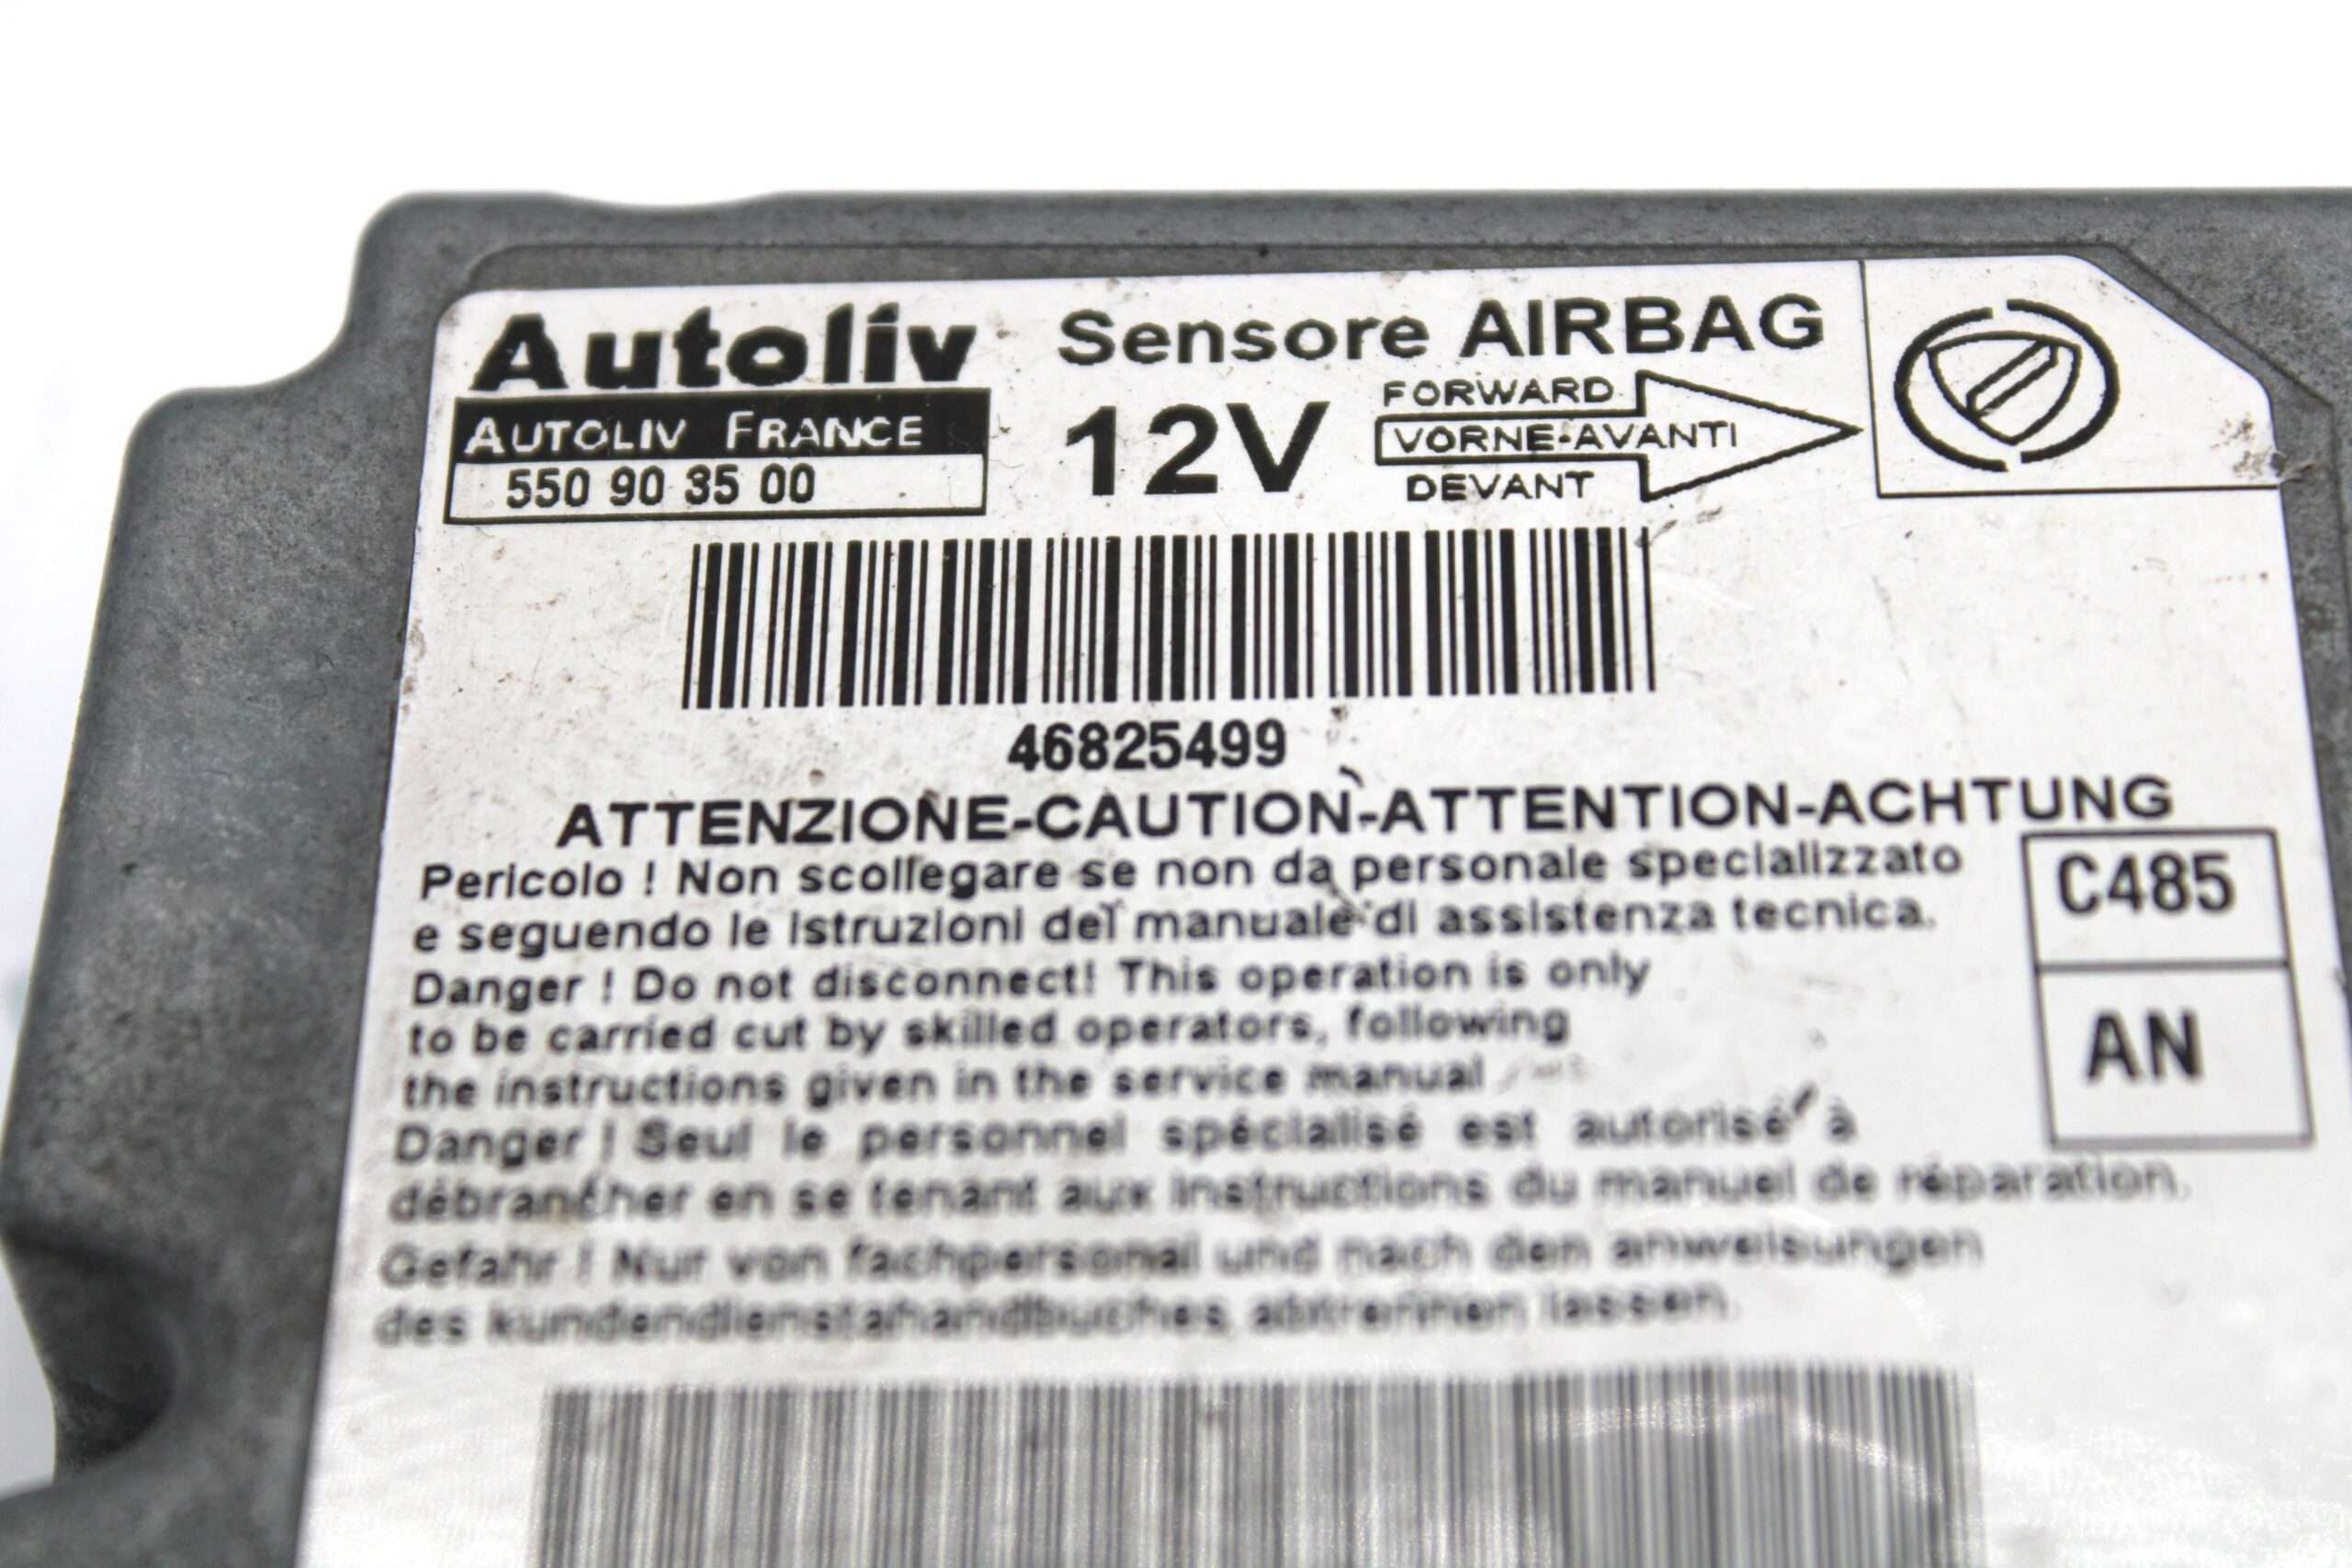 Autoliv
Sensore AIRBAG
AUTOLIV FRANCE
550 90 35 00
12V
FORWARD
VORNE-AVANTI
DEVANT
46825499
ATTENZIONE-CAUTION-ATTENTION-ACHTUNG
Pericolo ! Non scollegare se non da personale specializzato
e seguendo le istruzioni del manuale di assistenza tecnica.
Danger ! Do not disconnect! This operation is only
to be carried cut by skilled operators, following
the instructions given in the service manual
Danger ! Seul le personnel spécialisé est autorisé à
débrancher en se tenant aux instructions du manuel de réparation.
Gefahr ! Nur von fachpersonal und nach den anweisungen
des kundendienstahandbuches abtrennen lassen.
C485
AN